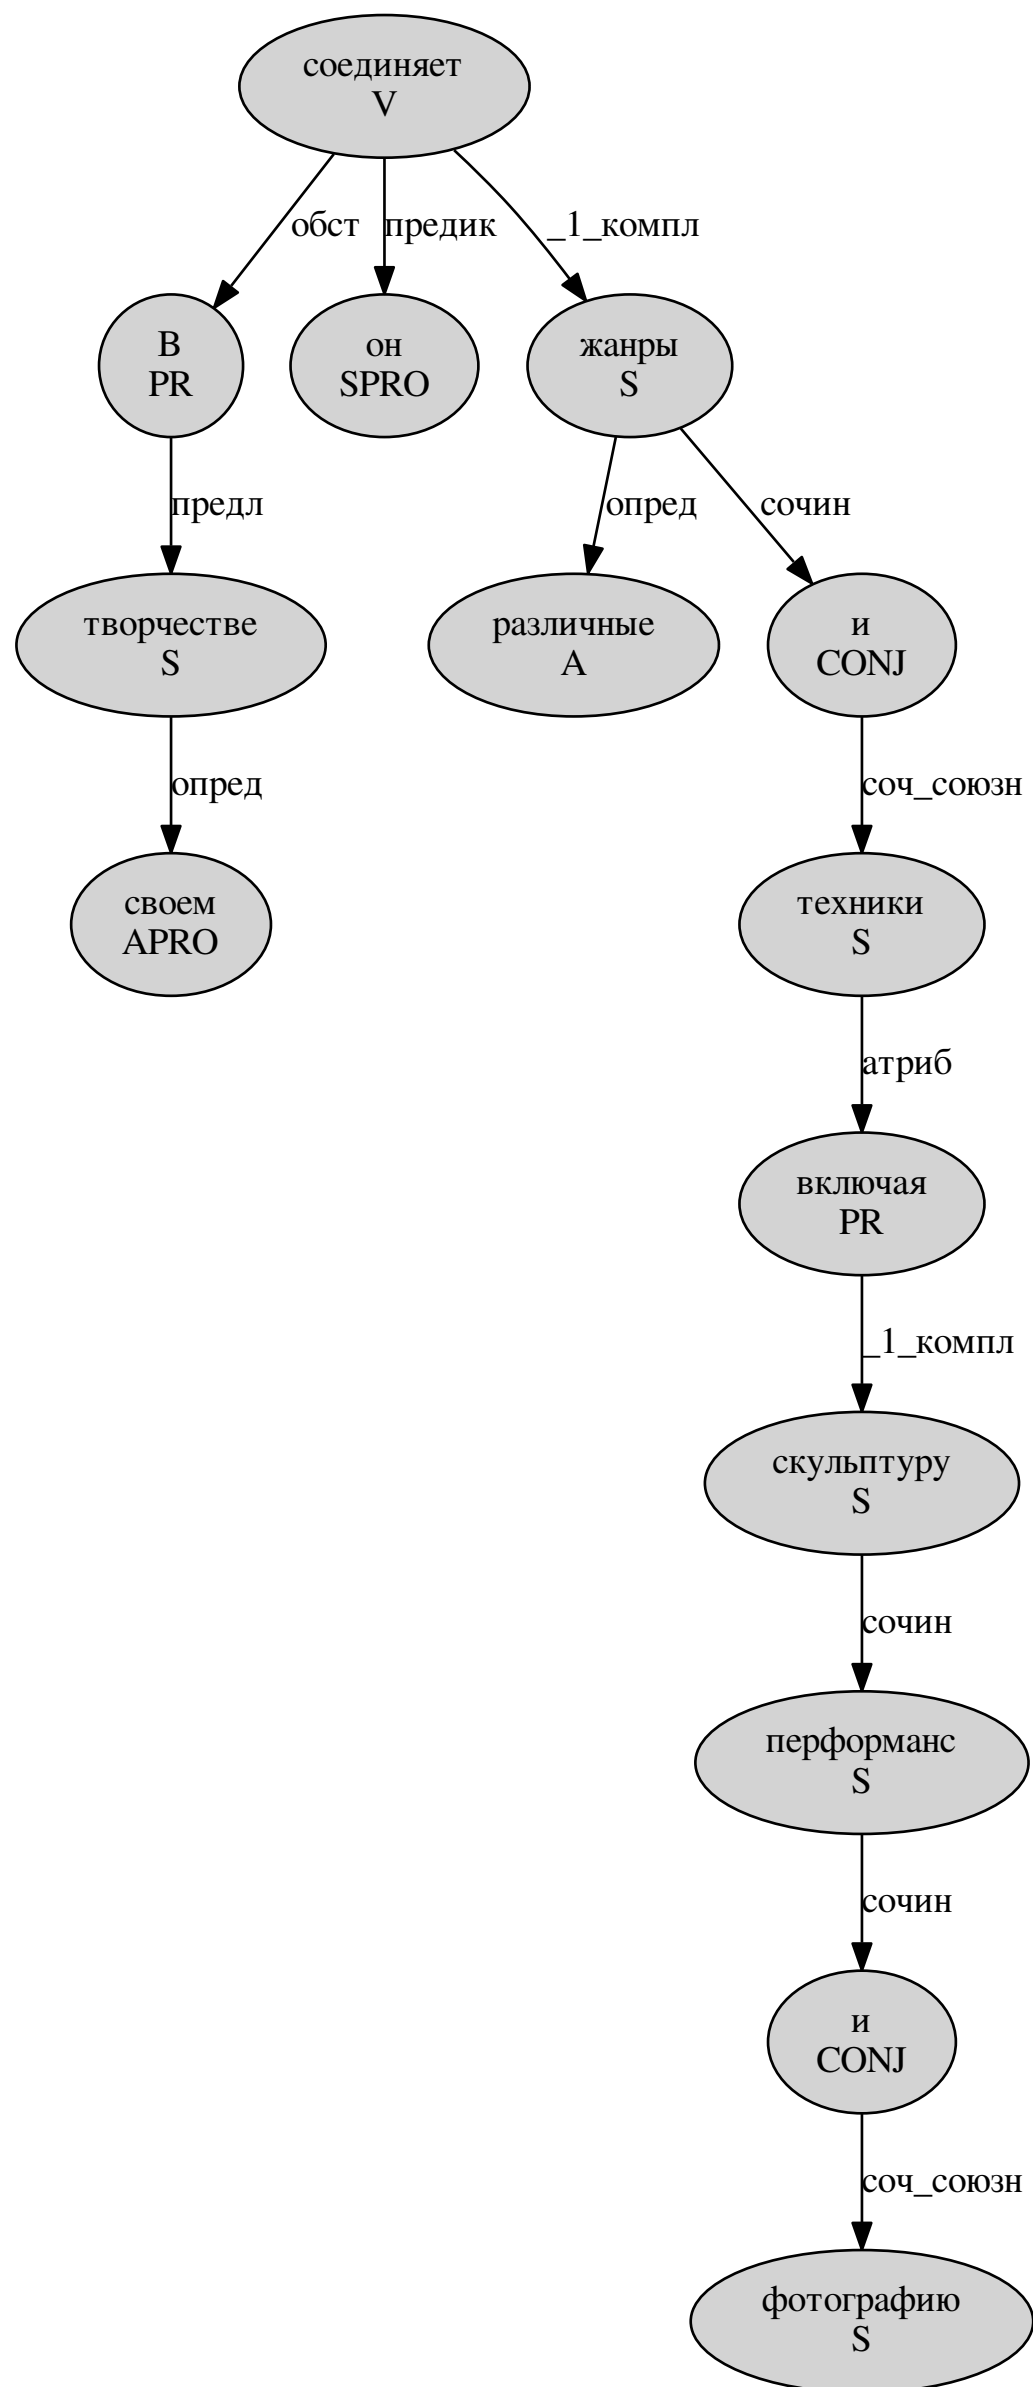 соединяет
V
обст
предик
_1_компл
В
PR
он
SPRO
жанры
S
предл
опред
сочин
творчестве
S
различные
A
и
CONJ
опред
соч_союзн
своем
APRO
техники
S
атриб
включая
PR
_1_компл
скульптуру
S
сочин
перформанс
S
сочин
и
CONJ
соч_союзн
фотографию
S